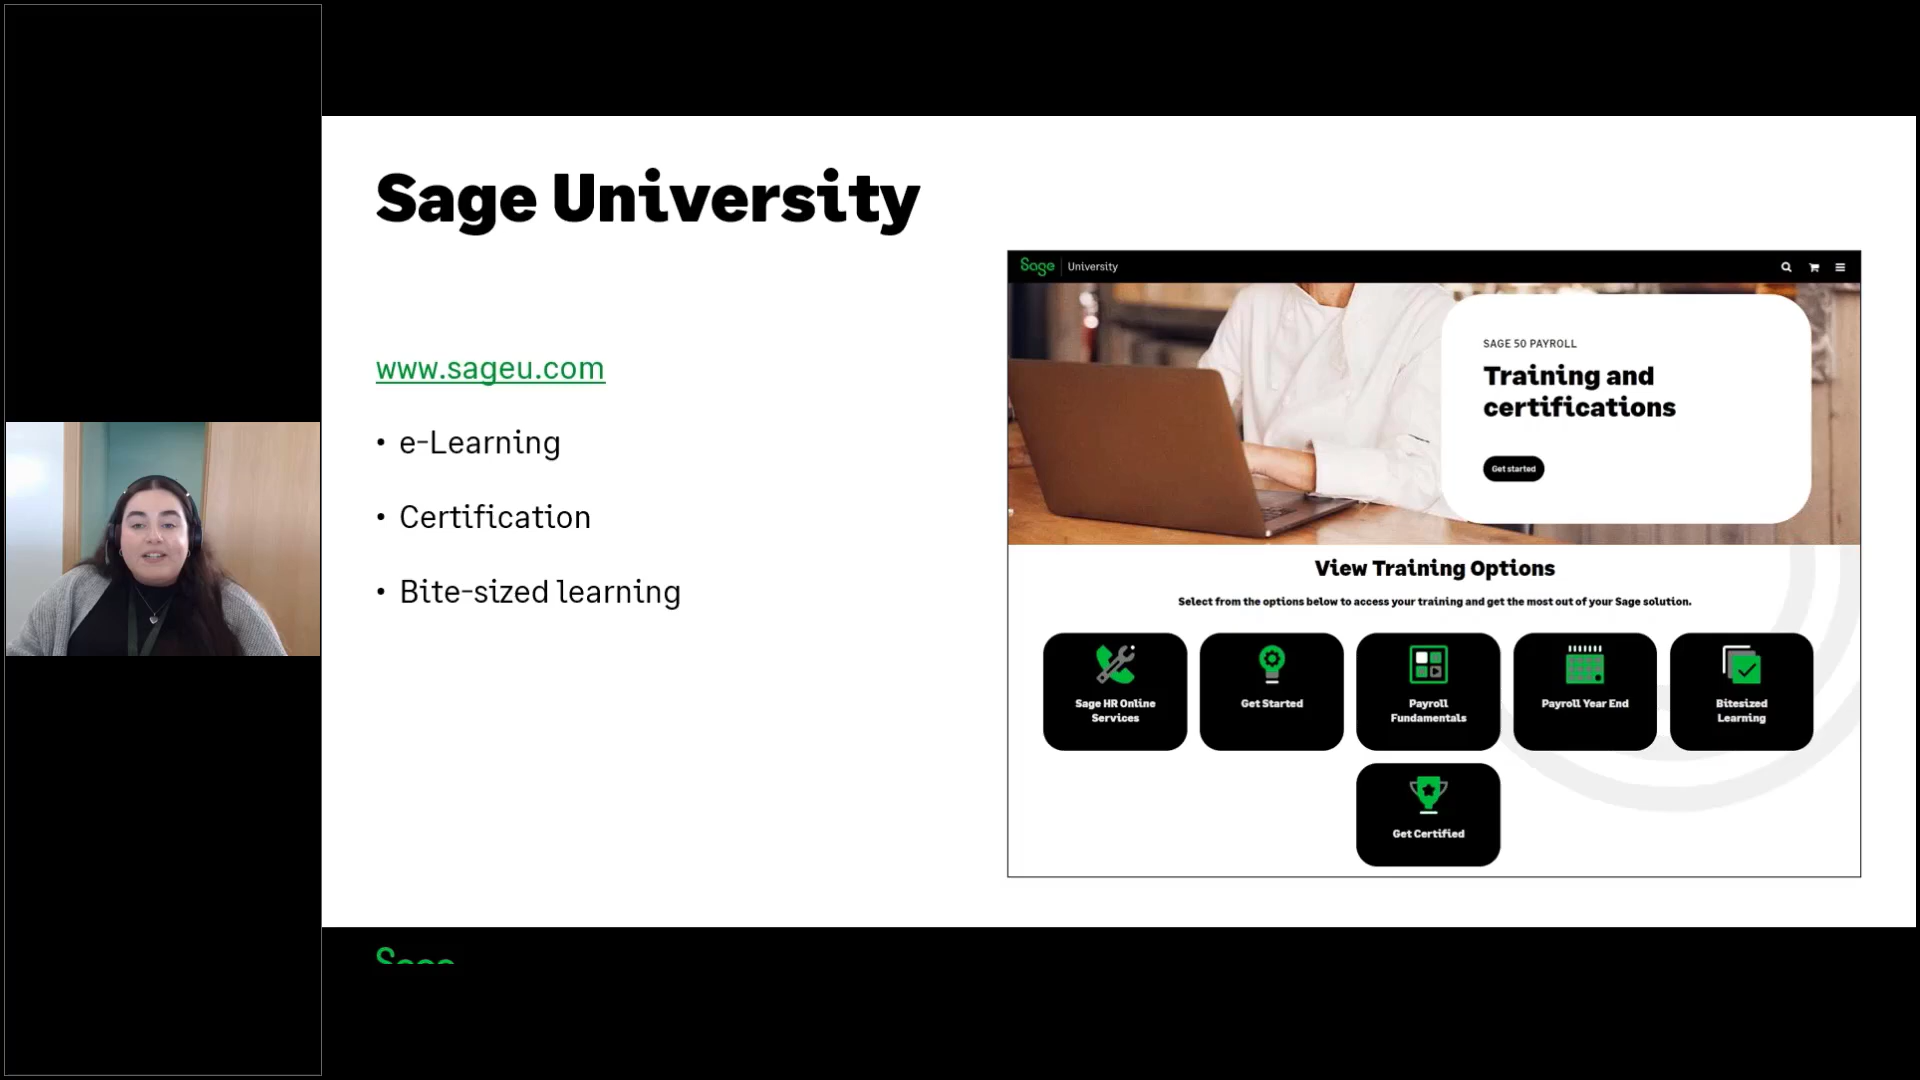 Sage University
www.sageu.com
• e-Learning
• Certification
• Bite-sized learning
Sage University
SAGE 50 PAYROLL
Training and
certifications
Get started
View Training Options
Select from the options below to access your training and get the most out of your Sage solution.
Sage HR Online
Services
Get Started
Payroll
Fundamentals
Payroll Year End
Bitesized
Learning
Get Certified
Sage